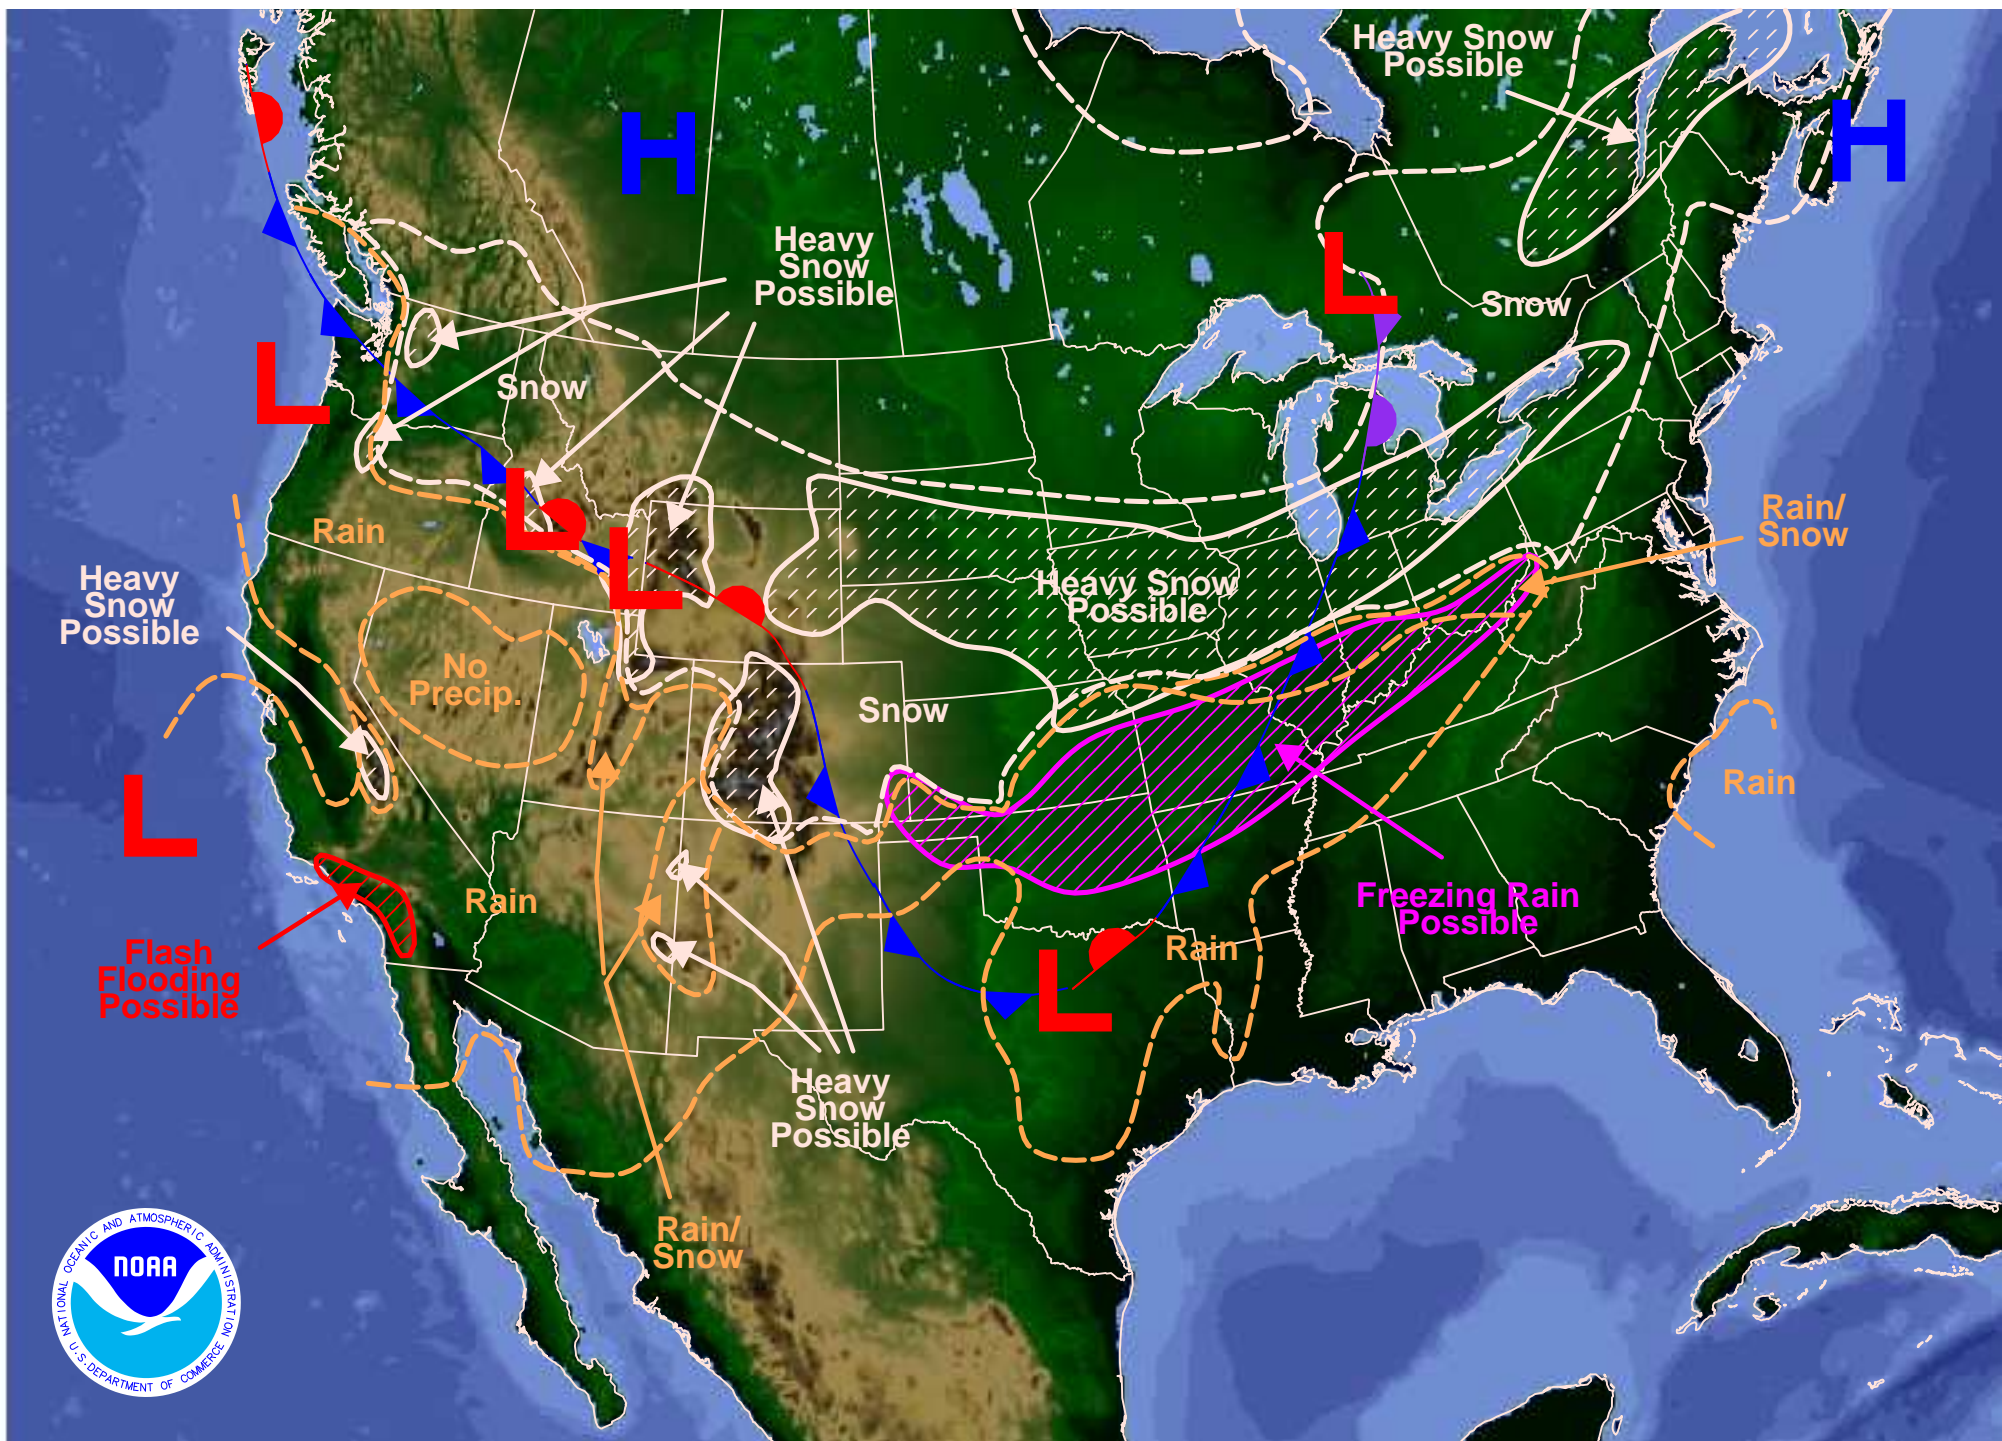 Heavy Snow
Possible
H
H
Heavy
Snow
Possible
L
Snow
L
Snow
L
L
Rain
Rain/
Snow
Heavy
Snow
Possible
Heavy Snow
Possible
No
Precip.
Snow
Rain
L
Freezing Rain
Possible
Rain
Rain
Flash
Flooding
Possible
L
Heavy
Snow
Possible
Rain/
Snow
NATIONAL OCEANIC AND ATMOSPHERIC ADMINISTRATION
NOAA
U.S. DEPARTMENT OF COMMERCE